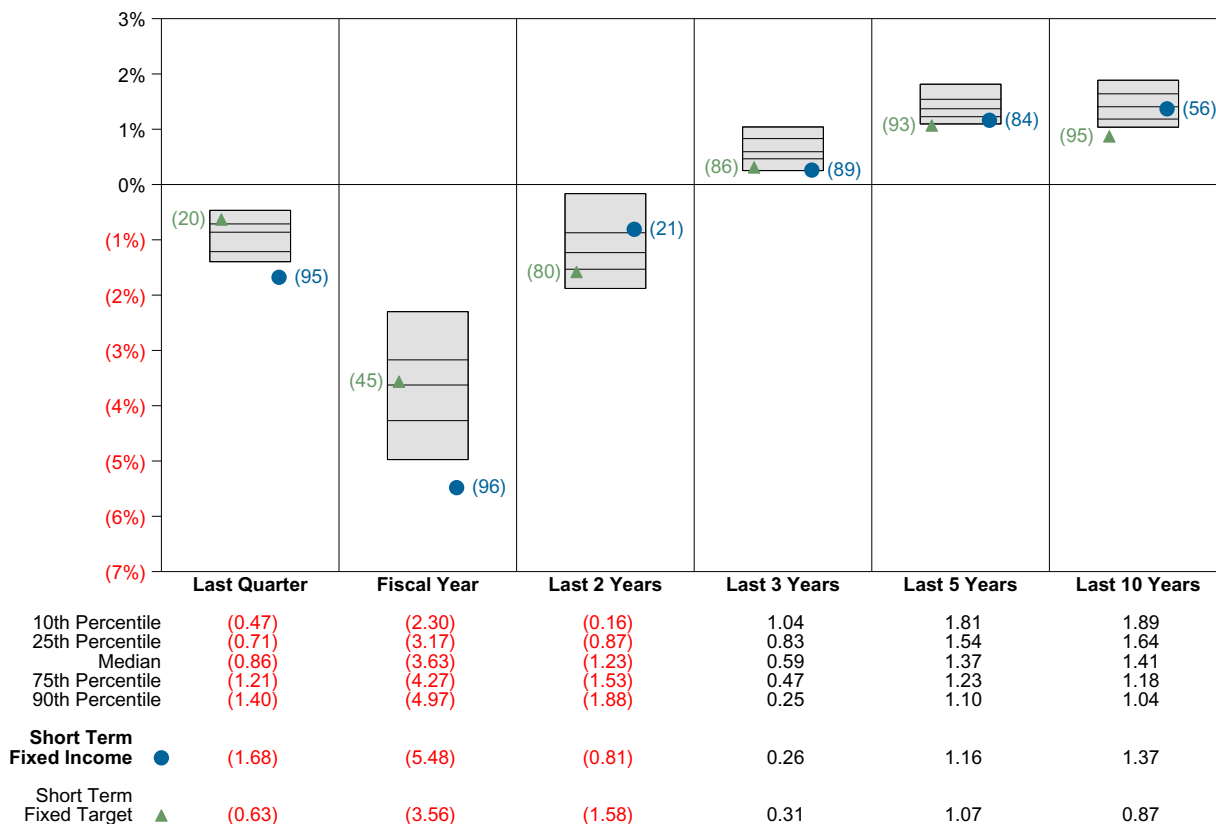 3%
2%
1%
0%
(1%)
(2%)
(3%)
(4%)
(5%)
(6%)
(7%)
(20)
(95)
(45)
(96)
(80)
(21)
(86)
(89)
(93)
(84)
(95)
(56)
Last Quarter Fiscal Year Last 2 Years Last 3 Years Last 5 Years Last 10 Years
10th Percentile (0.47) (2.30) (0.16) 1.04 1.81 1.89
25th Percentile (0.71) (3.17) (0.87) 0.83 1.54 1.64
Median (0.86) (3.63) (1.23) 0.59 1.37 1.41
75th Percentile (1.21) (4.27) (1.53) 0.47 1.23 1.18
90th Percentile (1.40) (4.97) (1.88) 0.25 1.10 1.04
Short Term
Fixed Income (1.68) (5.48) (0.81) 0.26 1.16 1.37
Short Term
Fixed Target (0.63) (3.56) (1.58) 0.31 1.07 0.87